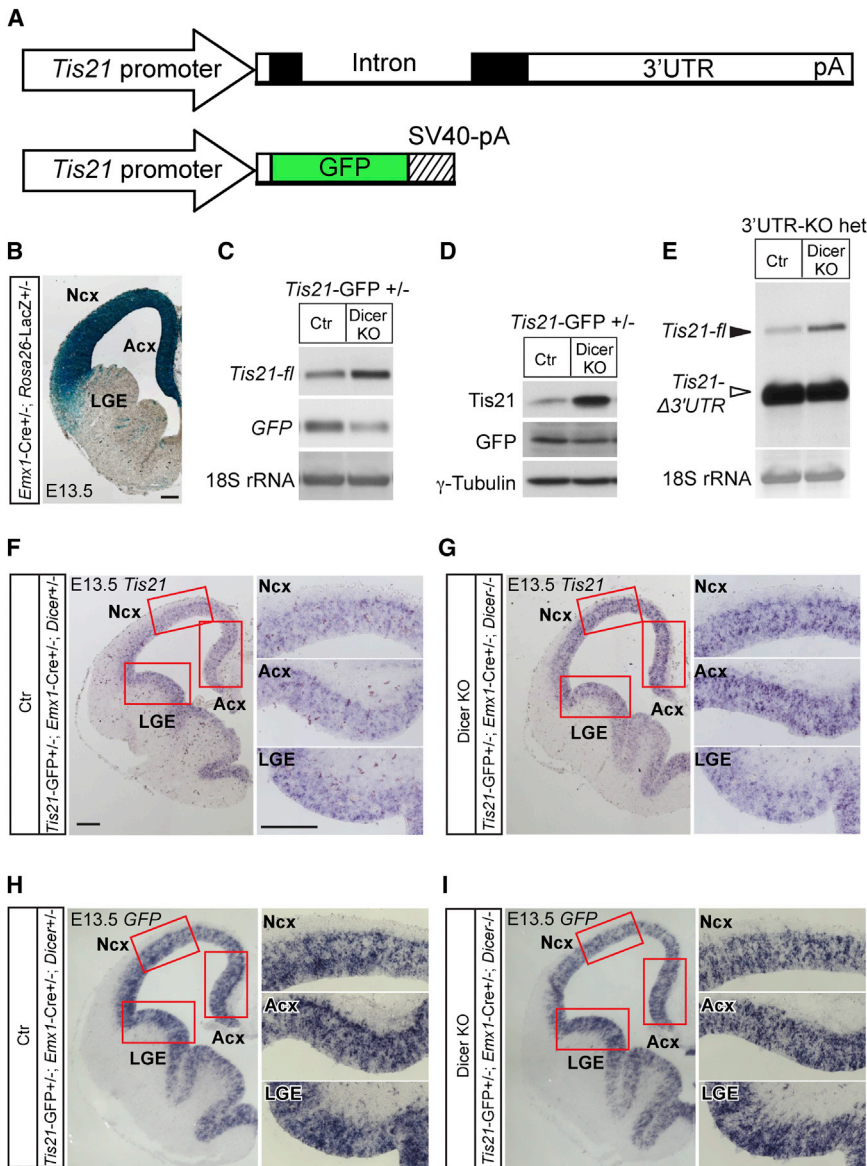 A
Tis21 promoter
Intron
3'UTR
pA
SV40-pA
Tis21 promoter
GFP
B
Emx1-Cre+/-; Rosa26-LacZ+/-
Ncx
Acx
LGE
E13.5
C
Tis21-GFP +/-
Ctr
Dicer
KO
Tis21-fl
GFP
18S rRNA
D
Tis21-GFP +/-
Ctr
Dicer
KO
Tis21
GFP
γ-Tubulin
E
3'UTR-KO het
Ctr
Dicer
KO
Tis21-fl
Tis21-
Δ3'UTR
18S rRNA
F
Ctr
Tis21-GFP+/-; Emx1-Cre+/-; Dicer+/-
E13.5 Tis21
Ncx
LGE
Acx
Ncx
Acx
LGE
G
Dicer KO
Tis21-GFP+/-; Emx1-Cre+/-; Dicer-/-
E13.5 Tis21
Ncx
LGE
Acx
Ncx
Acx
LGE
H
Ctr
Tis21-GFP+/-; Emx1-Cre+/-; Dicer+/-
E13.5 GFP
Ncx
LGE
Acx
Ncx
Acx
LGE
I
Dicer KO
Tis21-GFP+/-; Emx1-Cre+/-; Dicer-/-
E13.5 GFP
Ncx
LGE
Acx
Ncx
Acx
LGE